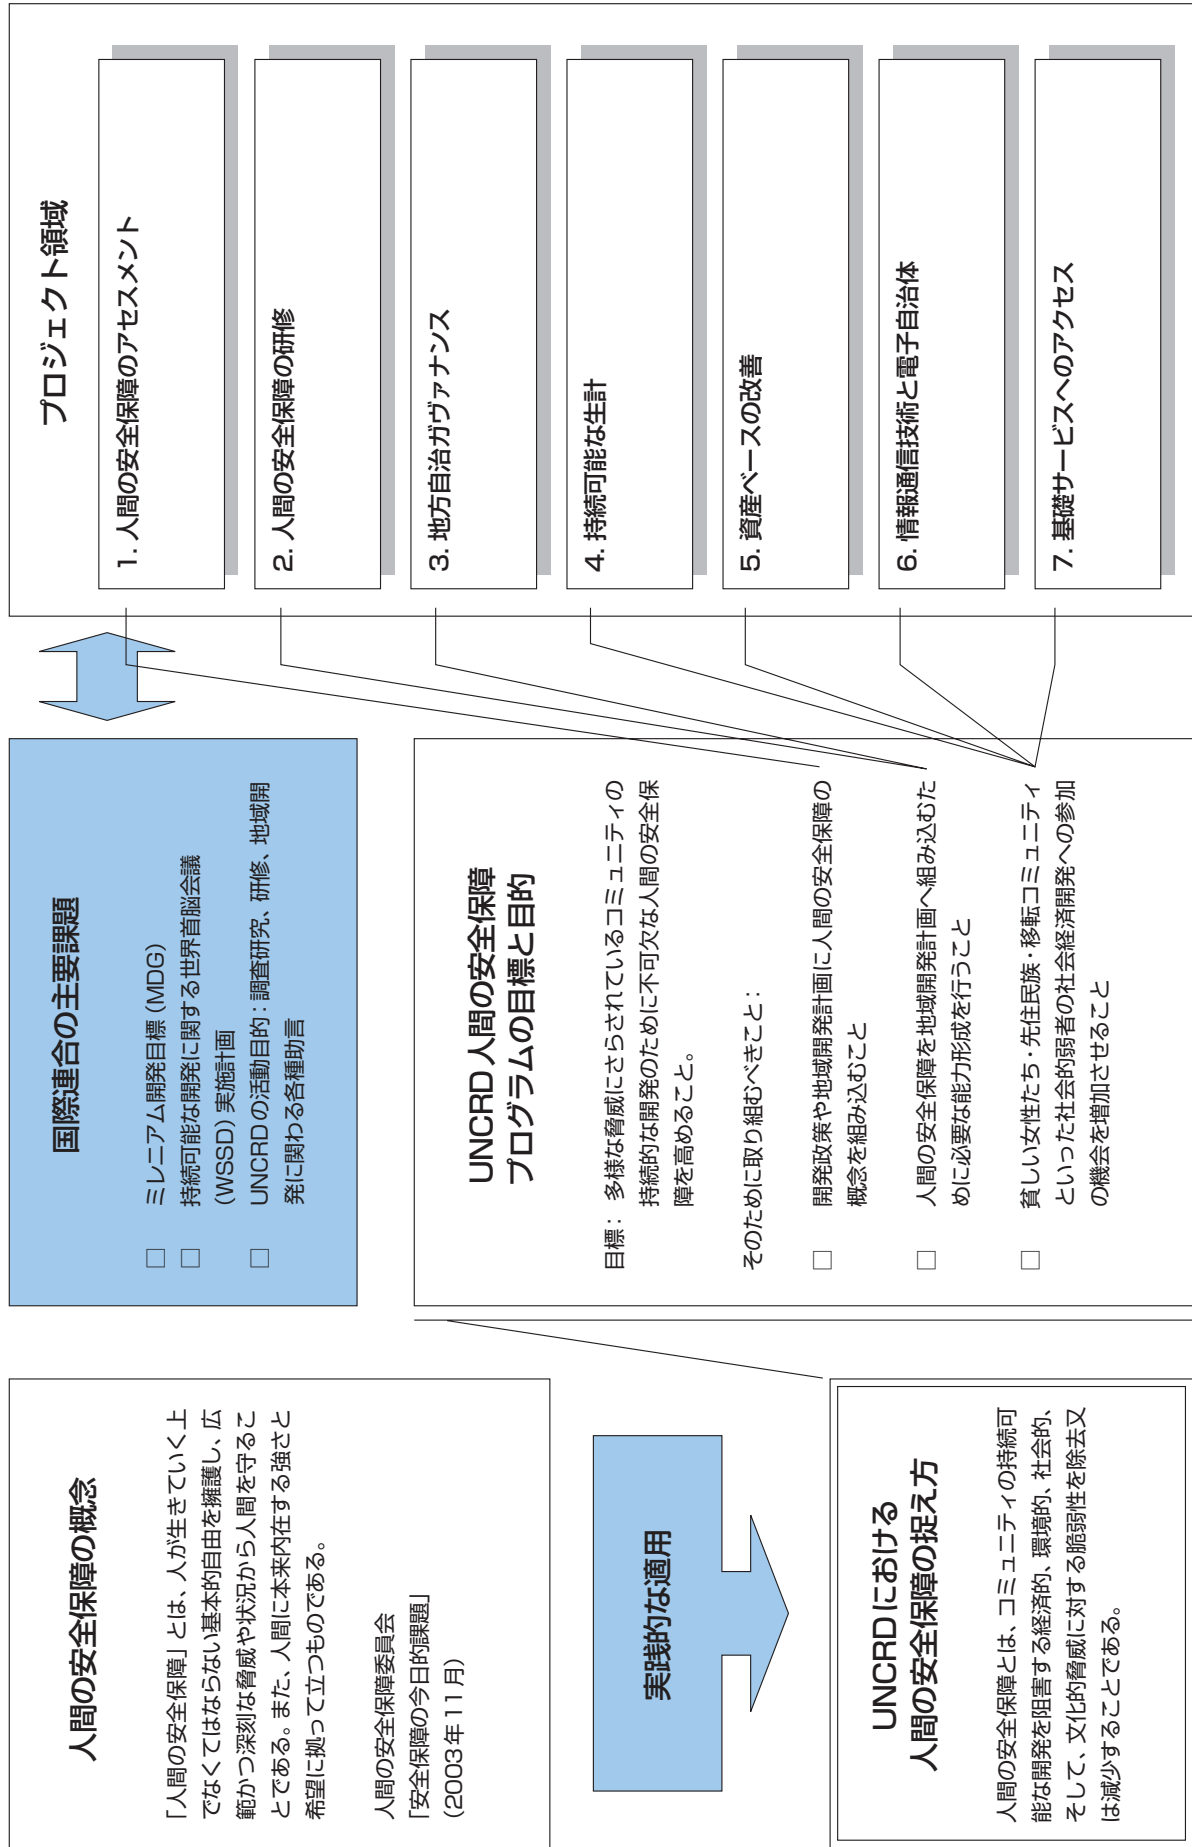 人間の安全保障の概念
「人間の安全保障」とは、人が生きていく上
でなくてはならない基本的自由を擁護し、広
範かつ深刻な脅威や状況から人間を守るこ
とである。また、人間に本来内在する強さと
希望に拠って立つものである。
人間の安全保障委員会
「安全保障の今日的課題」
(2003年11月)
実践的な適用
UNCRDにおける
人間の安全保障の捉え方
人間の安全保障とは、コミュニティの持続可
能な開発を阻害する経済的、環境的、社会的、
そして、文化的脅威に対する脆弱性を除去又
は減少することである。
国際連合の主要課題
□ ミレニアム開発目標(MDG)
□ 持続可能な開発に関する世界首脳会議
(WSSD)実施計画
□ UNCRDの活動目的:調査研究、研修、地域開
発に関わる各種助言
UNCRD人間の安全保障
プログラムの目標と目的
目標: 多様な脅威にさらされているコミュニティの
持続的な開発のために不可欠な人間の安全保
障を高めること。
そのために取り組むべきこと:
□ 開発政策や地域開発計画に人間の安全保障の
概念を組み込むこと
□ 人間の安全保障を地域開発計画へ組み込むた
めに必要な能力形成を行うこと
□ 貧しい女性たち・先住民族・移転コミュニティ
といった社会的弱者の社会経済開発への参加
の機会を増加させること
プロジェクト領域
1. 人間の安全保障のアセスメント
2. 人間の安全保障の研修
3. 地方自治ガヴァナンス
4. 持続可能な生計
5. 資産ベースの改善
6. 情報通信技術と電子自治体
7. 基礎サービスへのアクセス